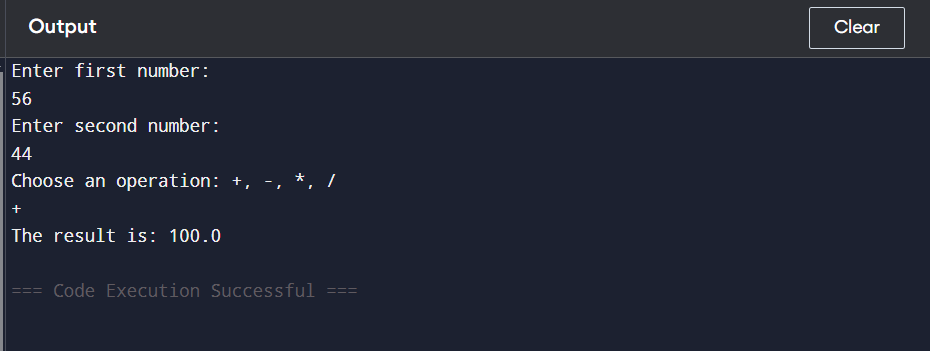 Output
Clear
Enter first number:
56
Enter second number:
44
Choose an operation: +, -, *, /
+
The result is: 100.0
=== Code Execution Successful ===